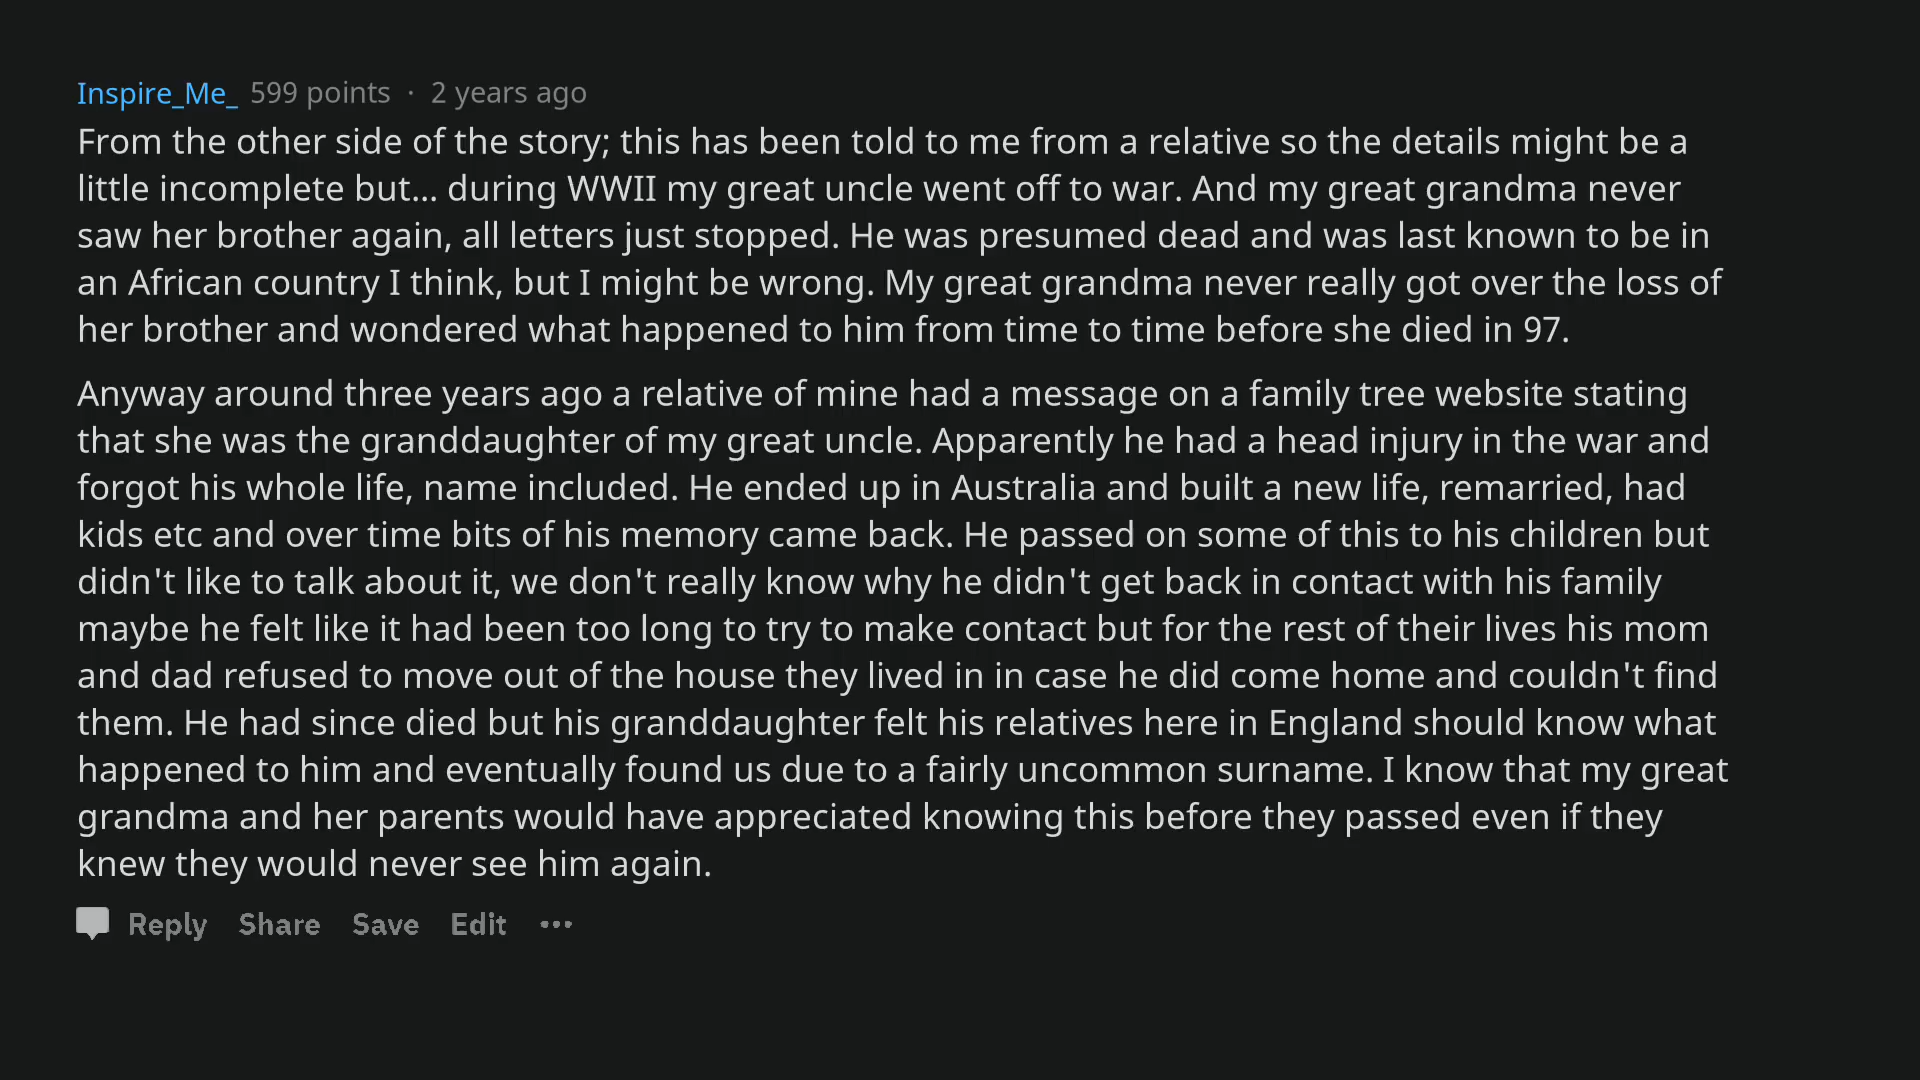 Inspire_Me_ 599 points · 2 years ago
From the other side of the story; this has been told to me from a relative so the details might be a
little incomplete but... during WWII my great uncle went off to war. And my great grandma never
saw her brother again, all letters just stopped. He was presumed dead and was last known to be in
an African country I think, but I might be wrong. My great grandma never really got over the loss of
her brother and wondered what happened to him from time to time before she died in 97.
Anyway around three years ago a relative of mine had a message on a family tree website stating
that she was the granddaughter of my great uncle. Apparently he had a head injury in the war and
forgot his whole life, name included. He ended up in Australia and built a new life, remarried, had
kids etc and over time bits of his memory came back. He passed on some of this to his children but
didn't like to talk about it, we don't really know why he didn't get back in contact with his family
maybe he felt like it had been too long to try to make contact but for the rest of their lives his mom
and dad refused to move out of the house they lived in in case he did come home and couldn't find
them. He had since died but his granddaughter felt his relatives here in England should know what
happened to him and eventually found us due to a fairly uncommon surname. I know that my great
grandma and her parents would have appreciated knowing this before they passed even if they
knew they would never see him again.
Reply Share Save Edit ···